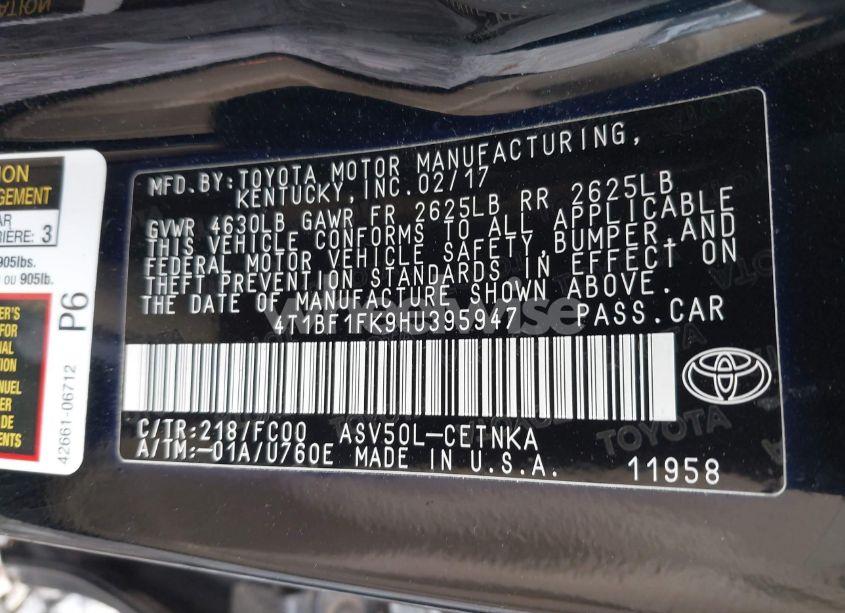 MFD.BY: TOYOTA MOTOR MANUFACTURING,
KENTUCKY, INC. 02/17
GVWR 4630LB GAWR FR 2625LB RR 2625LB
THIS VEHICLE CONFORMS TO ALL APPLICABLE
FEDERAL MOTOR VEHICLE SAFETY, BUMPER, AND
THEFT PREVENTION STANDARDS IN EFFECT ON
THE DATE OF MANUFACTURE SHOWN ABOVE.
4T1BF1FK9HU395947 PASS.CAR
C/TR:218/FC00 ASV50L-CETNKA
A/TM:-01A/U760E MADE IN U.S.A.
11958
905lbs.
OU 905lb.
P6
42661-06712